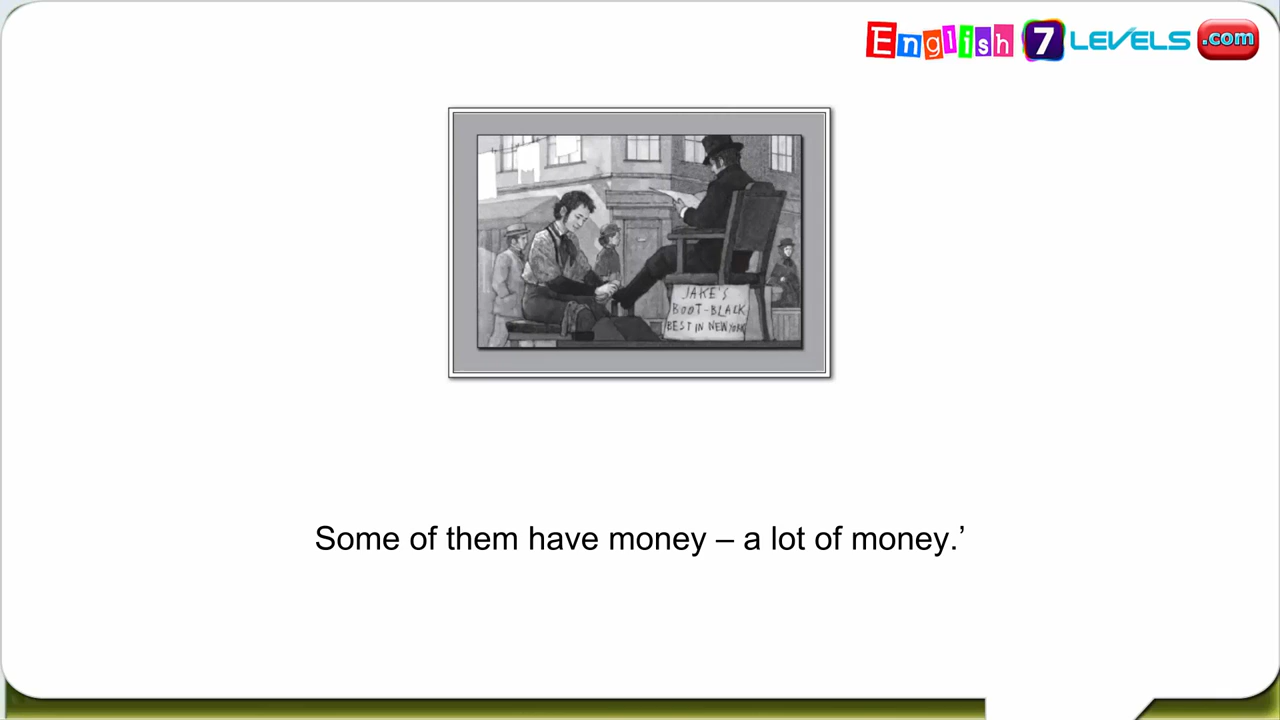 English 7 LEVELS .com
JAKE'S
BOOT-BLACK
BEST IN NEW YORK
Some of them have money – a lot of money.’